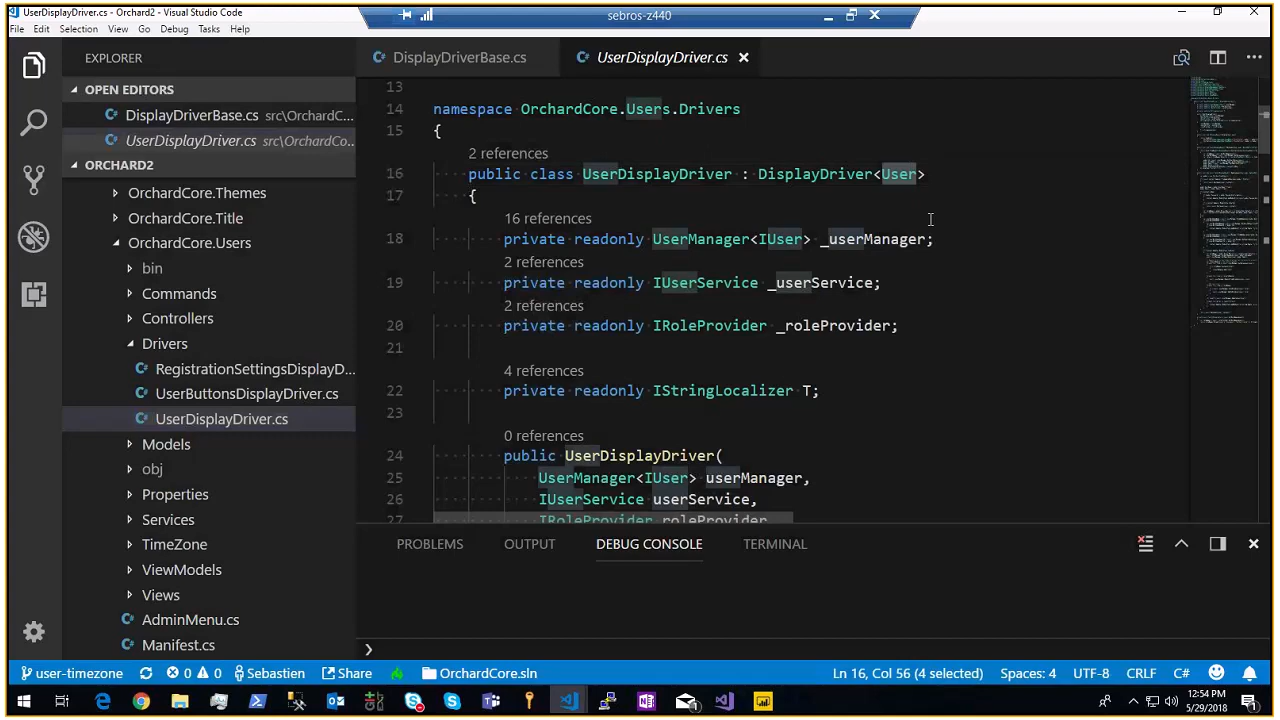 UserDisplayDriver.cs - Orchard2 - Visual Studio Code
sebros-z440
File Edit Selection View Go Debug Tasks Help
EXPLORER
OPEN EDITORS
DisplayDriverBase.cs src\OrchardC...
UserDisplayDriver.cs src\OrchardCo...
ORCHARD2
OrchardCore.Themes
OrchardCore.Title
OrchardCore.Users
bin
Commands
Controllers
Drivers
RegistrationSettingsDisplayD...
UserButtonsDisplayDriver.cs
UserDisplayDriver.cs
Models
obj
Properties
Services
TimeZone
ViewModels
Views
AdminMenu.cs
Manifest.cs
DisplayDriverBase.cs UserDisplayDriver.cs
13
14 namespace OrchardCore.Users.Drivers
15 {
2 references
16 public class UserDisplayDriver : DisplayDriver<User>
17 {
16 references
18 private readonly UserManager<IUser> _userManager;
2 references
19 private readonly IUserService _userService;
2 references
20 private readonly IRoleProvider _roleProvider;
21
4 references
22 private readonly IStringLocalizer T;
23
0 references
24 public UserDisplayDriver(
25 UserManager<IUser> userManager,
26 IUserService userService,
27 IRoleProvider roleProvider
PROBLEMS OUTPUT DEBUG CONSOLE TERMINAL
user-timezone 0 0 Sebastien Share OrchardCore.sln Ln 16, Col 56 (4 selected) Spaces: 4 UTF-8 CRLF C#
12:54 PM
5/29/2018